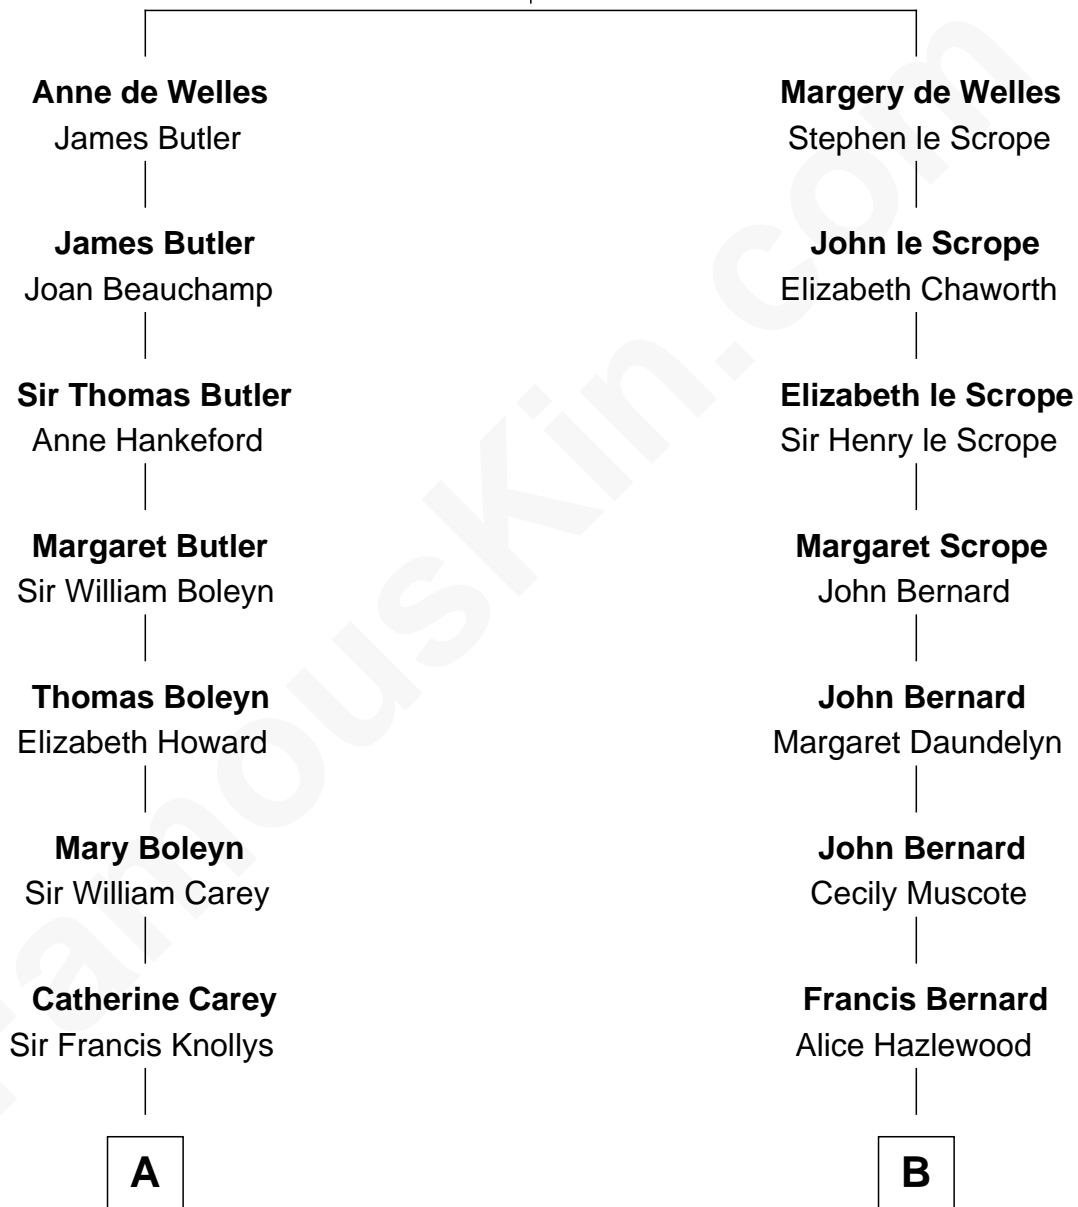 Anne de Welles
James Butler
James Butler
Joan Beauchamp
Sir Thomas Butler
Anne Hankeford
Margaret Butler
Sir William Boleyn
Thomas Boleyn
Elizabeth Howard
Mary Boleyn
Sir William Carey
Catherine Carey
Sir Francis Knollys
A
Margery de Welles
Stephen le Scrope
John le Scrope
Elizabeth Chaworth
Elizabeth le Scrope
Sir Henry le Scrope
Margaret Scrope
John Bernard
John Bernard
Margaret Daundelyn
John Bernard
Cecily Muscote
Francis Bernard
Alice Hazlewood
B
FamousKin.com